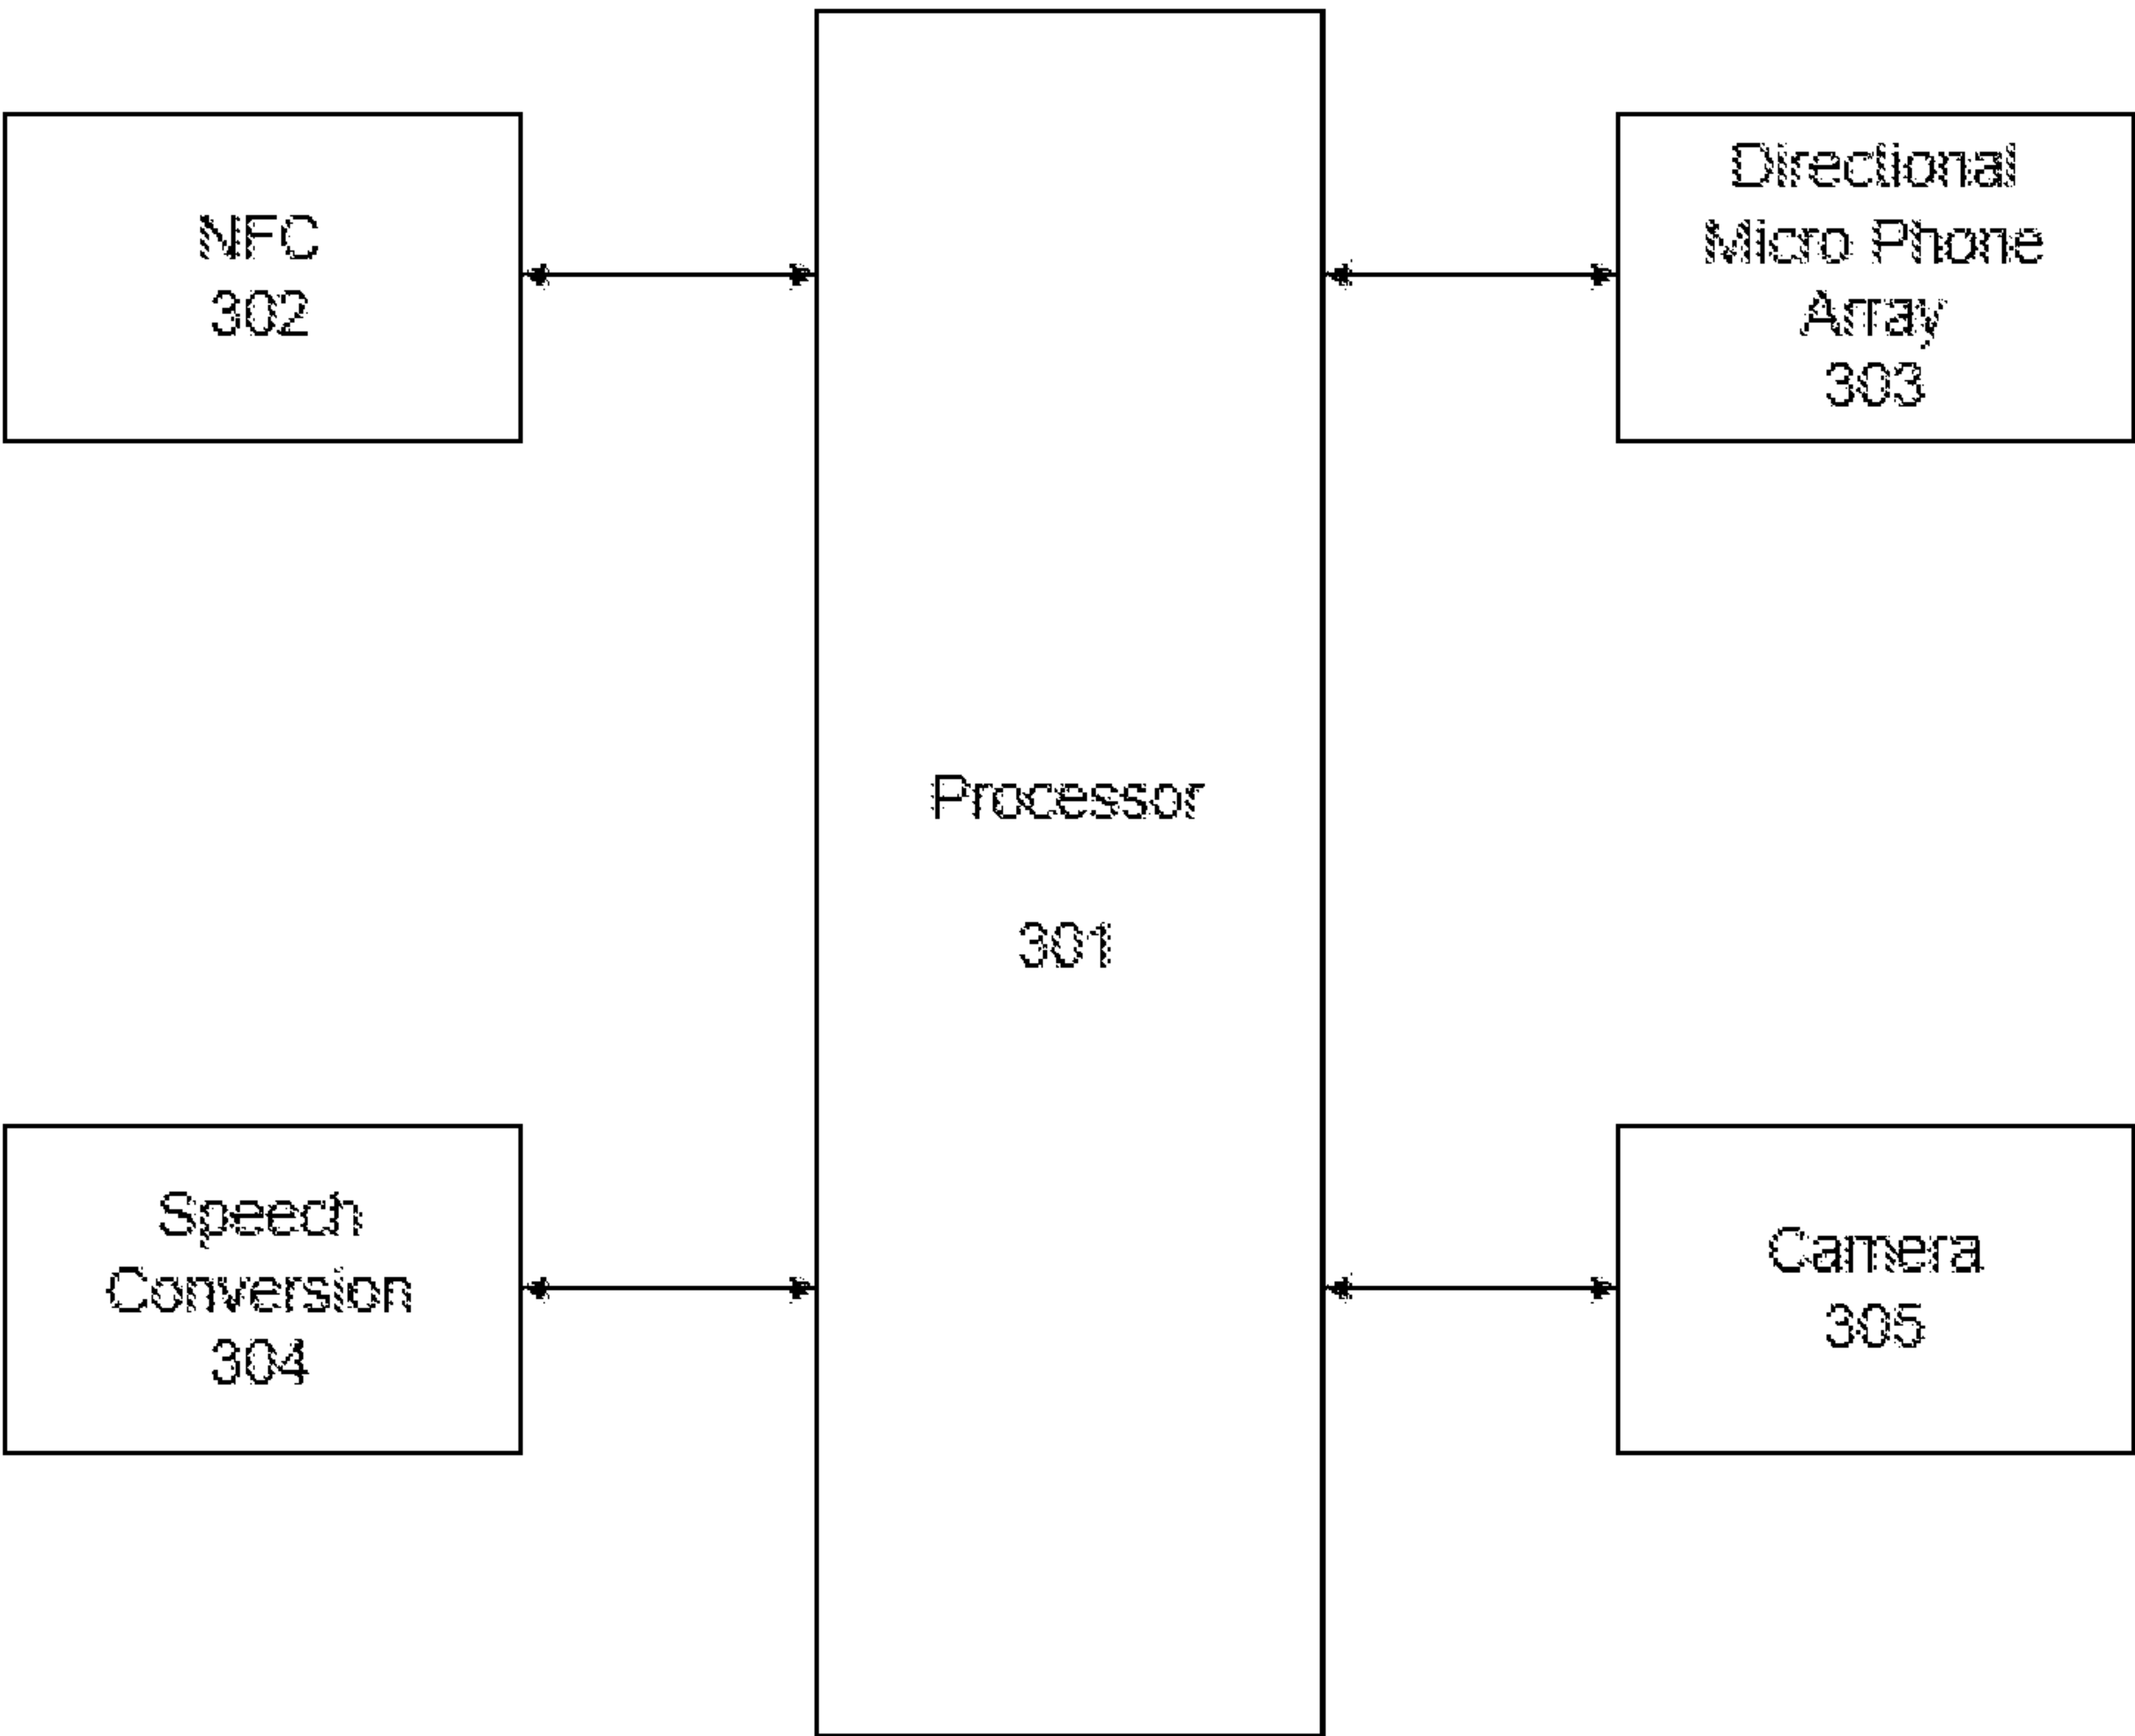 NFC
302
Directional
Micro Phone
Array
303
Processor
301
Speech
Conversion
304
Camera
305